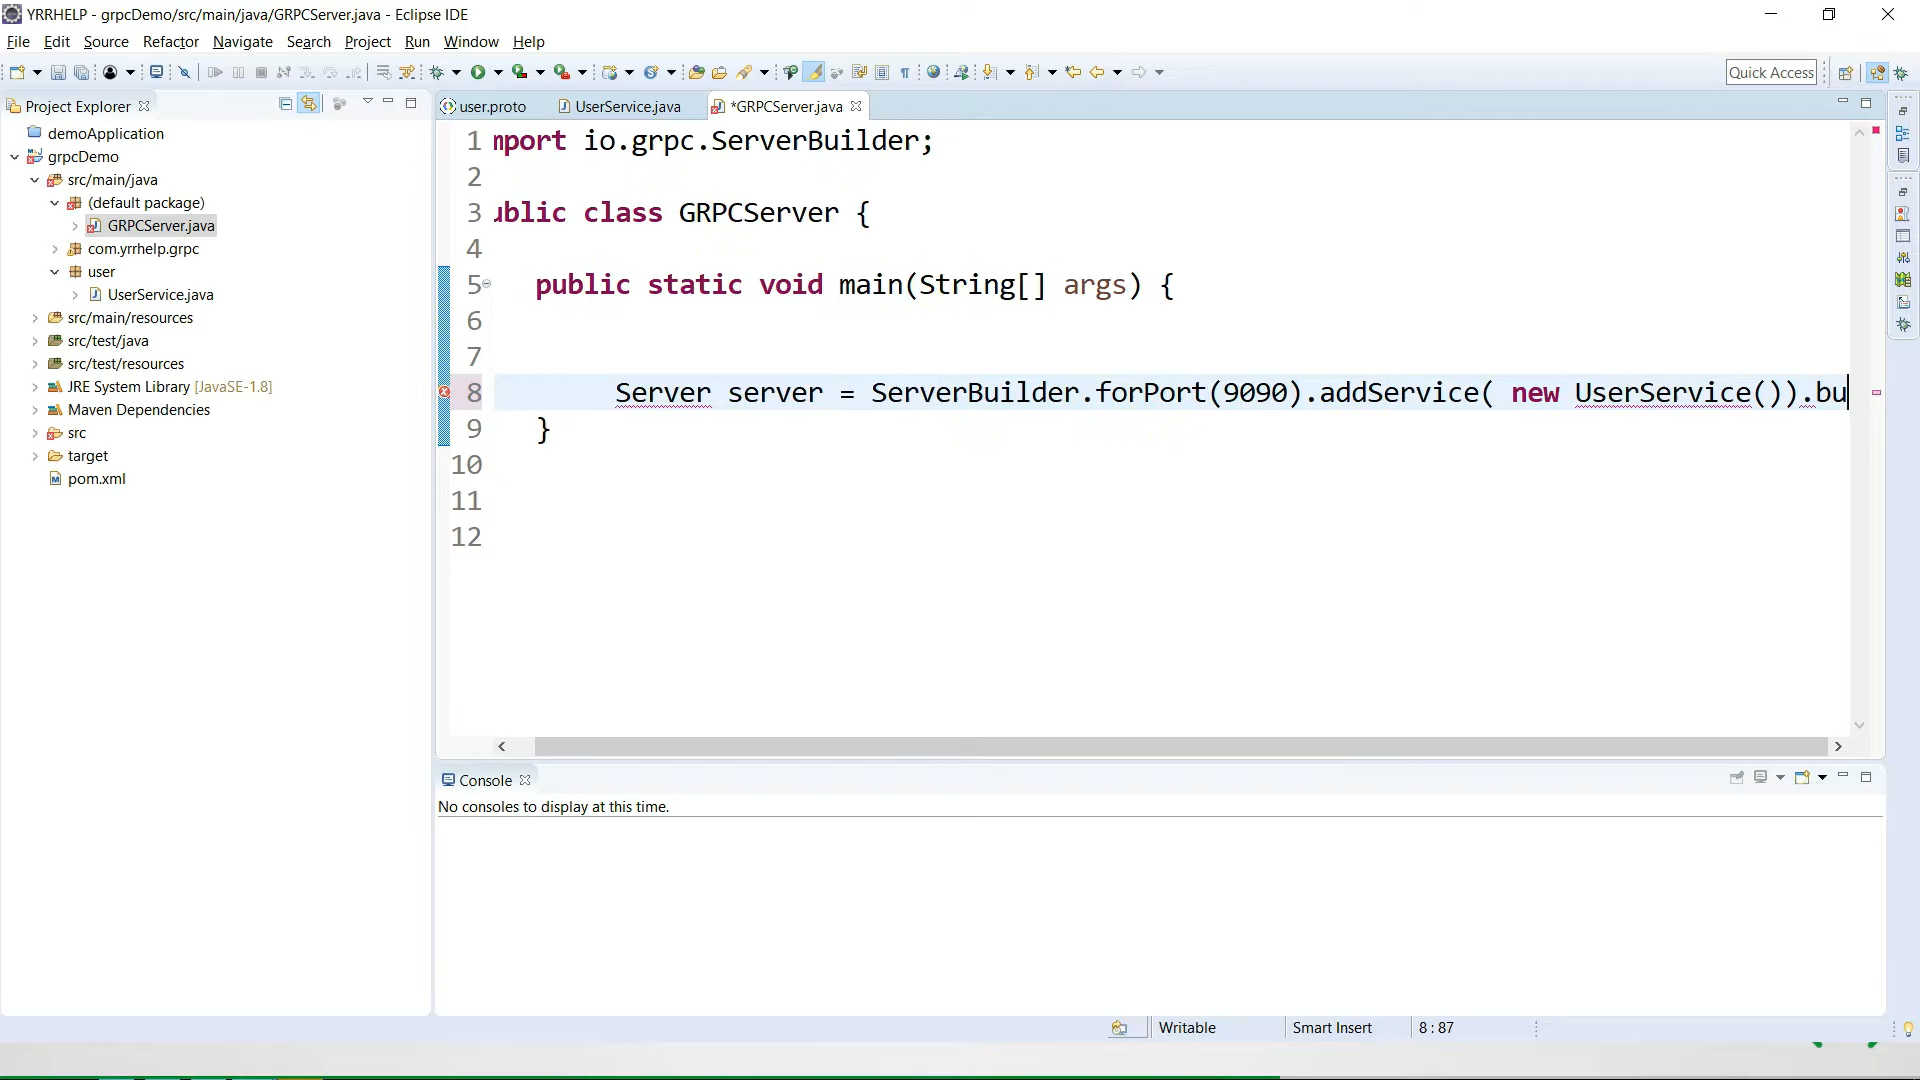 YRRHELP - grpcDemo/src/main/java/GRPCServer.java - Eclipse IDE
File Edit Source Refactor Navigate Search Project Run Window Help
Quick Access
Project Explorer
demoApplication
grpcDemo
src/main/java
(default package)
GRPCServer.java
com.yrrhelp.grpc
user
UserService.java
src/main/resources
src/test/java
src/test/resources
JRE System Library [JavaSE-1.8]
Maven Dependencies
src
target
pom.xml
user.proto UserService.java *GRPCServer.java
1 mport io.grpc.ServerBuilder;
2
3 ublic class GRPCServer {
4
5 public static void main(String[] args) {
6
7
8 Server server = ServerBuilder.forPort(9090).addService( new UserService()).bu
9 }
10
11
12
Console
No consoles to display at this time.
Writable Smart Insert 8 : 87